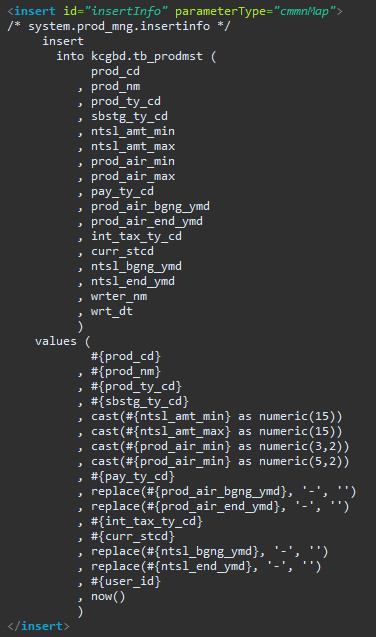 <insert id="insertInfo" parameterType="cmmnMap">
/* system.prod_mng.insertinfo */
insert
into kcgbd.tb_prodmst (
prod_cd
, prod_nm
, prod_ty_cd
, sbstg_ty_cd
, ntsl_amt_min
, ntsl_amt_max
, prod_air_min
, prod_air_max
, pay_ty_cd
, prod_air_bgng_ymd
, prod_air_end_ymd
, int_tax_ty_cd
, curr_stcd
, ntsl_bgng_ymd
, ntsl_end_ymd
, wrter_nm
, wrt_dt
)
values (
#{prod_cd}
, #{prod_nm}
, #{prod_ty_cd}
, #{sbstg_ty_cd}
, cast(#{ntsl_amt_min} as numeric(15))
, cast(#{ntsl_amt_max} as numeric(15))
, cast(#{prod_air_min} as numeric(3,2))
, cast(#{prod_air_min} as numeric(5,2))
, #{pay_ty_cd}
, replace(#{prod_air_bgng_ymd}, '-', '')
, replace(#{prod_air_end_ymd}, '-', '')
, #{int_tax_ty_cd}
, #{curr_stcd}
, replace(#{ntsl_bgng_ymd}, '-', '')
, replace(#{ntsl_end_ymd}, '-', '')
, #{user_id}
, now()
)
</insert>